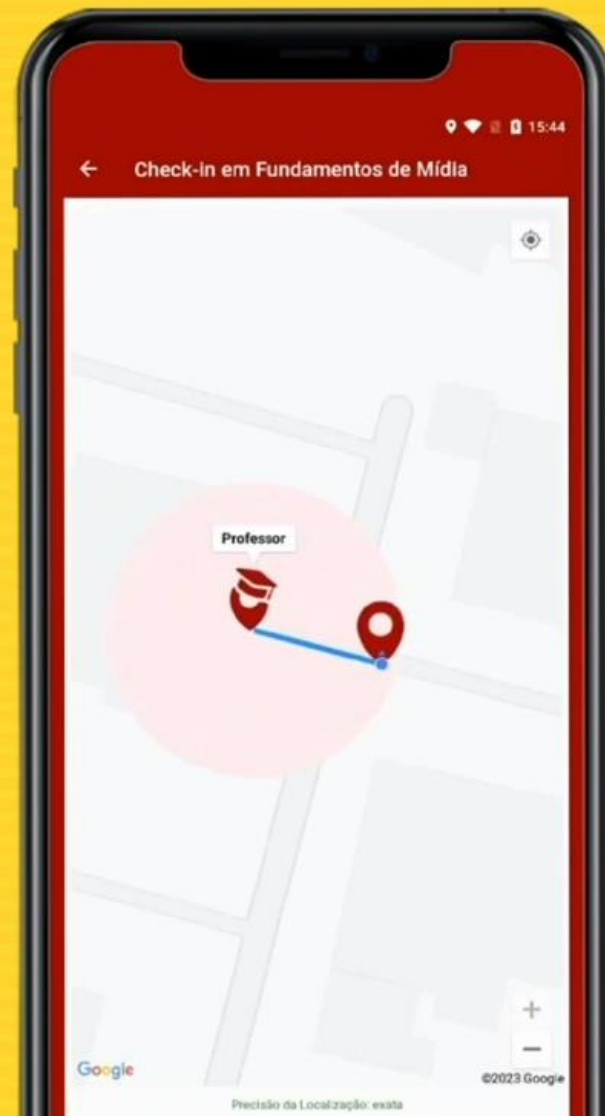 15:44
Check-in em Fundamentos de Mídia
Professor
Google
©2023 Google
Precisão da Localização: exata